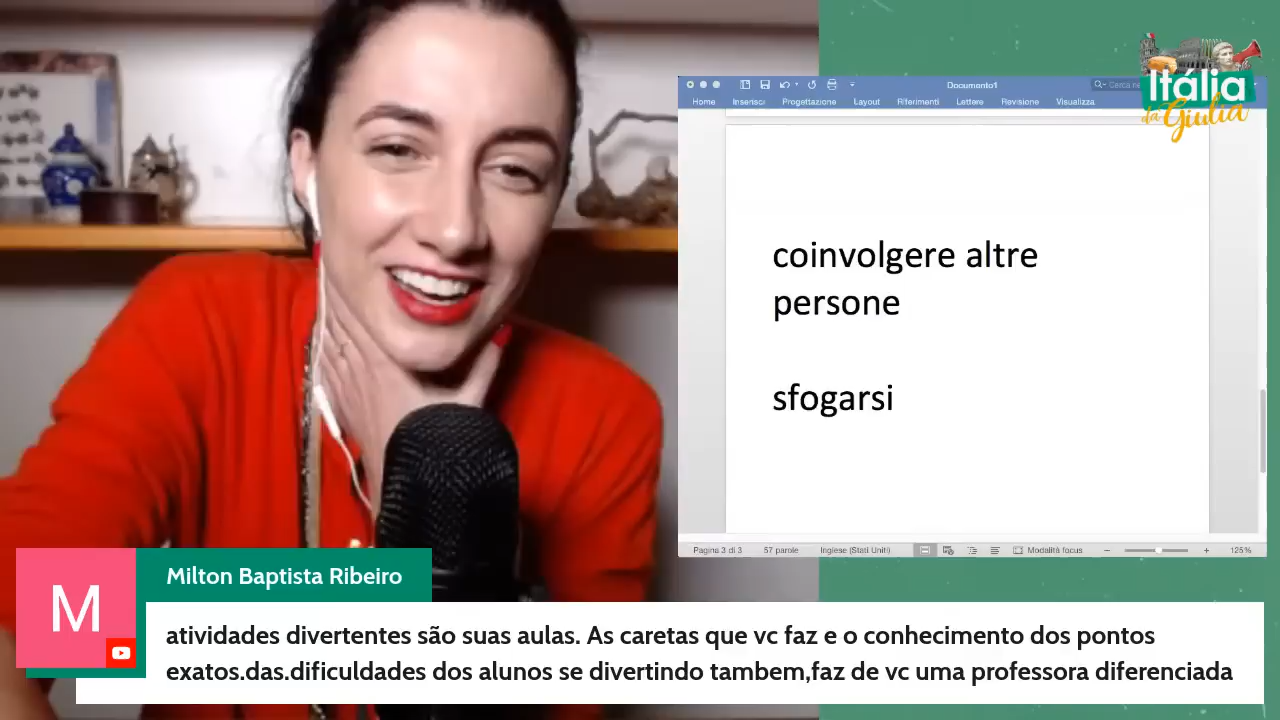 Itália
da Giulia
Documento1
Cerca ne
Home Inserisci Progettazione Layout Riferimenti Lettere Revisione Visualizza
coinvolgere altre
persone
sfogarsi
Pagina 3 di 3 57 parole Inglese (Stati Uniti) Modalità focus 125%
M
Milton Baptista Ribeiro
atividades divertentes são suas aulas. As caretas que vc faz e o conhecimento dos pontos
exatos.das.dificuldades dos alunos se divertindo tambem,faz de vc uma professora diferenciada